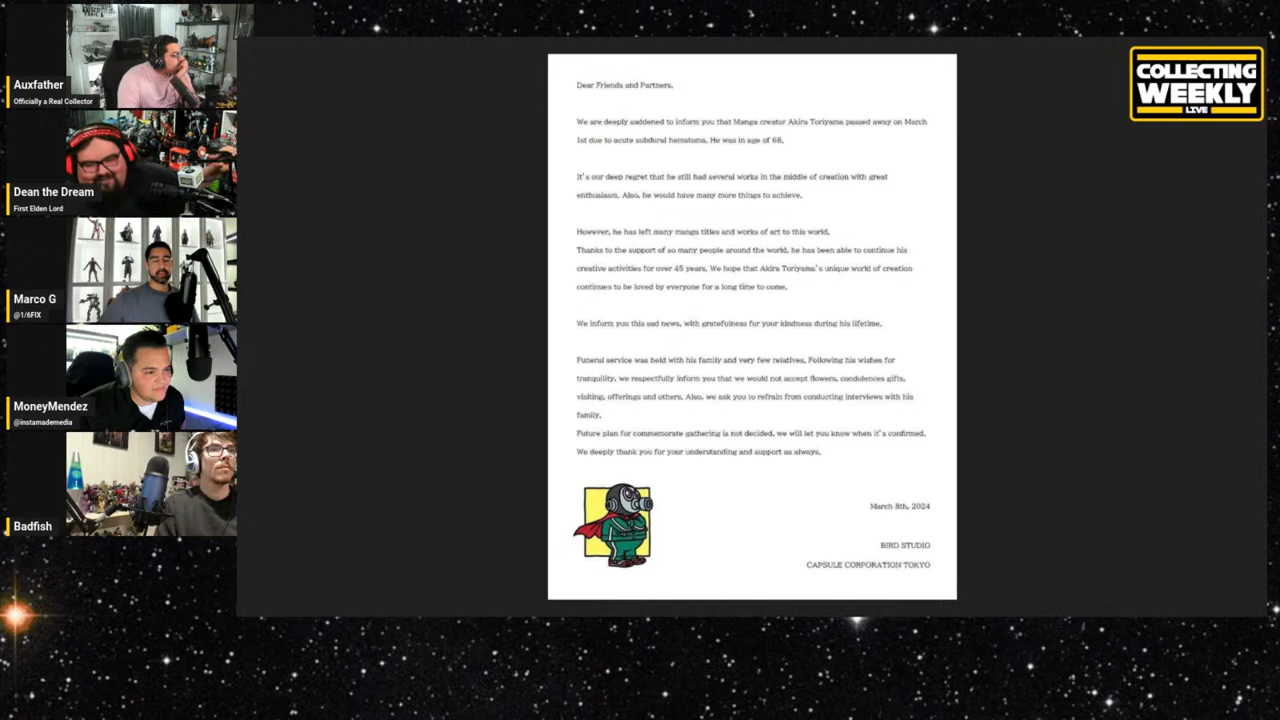 COLLECTING
WEEKLY
LIVE
Auxfather
Officially a Real Collector
Dean the Dream
First Elden Lord
Julio G
@1/6FIX
MoneyMendez
@instamademedia
Badfish
Dear Friends and Partners,
We are deeply saddened to inform you that Manga creator Akira Toriyama passed away on March
1st due to acute subdural hematoma. He was in age of 68.
It's our deep regret that he still had several works in the middle of creation with great
enthusiasm. Also, he would have many more things to achieve.
However, he has left many manga titles and works of art to this world.
Thanks to the support of so many people around the world, he has been able to continue his
creative activities for over 45 years. We hope that Akira Toriyama's unique world of creation
continues to be loved by everyone for a long time to come.
We inform you this sad news, with gratefulness for your kindness during his lifetime.
Funeral service was held with his family and very few relatives. Following his wishes for
tranquility, we respectfully inform you that we would not accept flowers, condolences gifts,
visiting, offerings and others. Also, we ask you to refrain from conducting interviews with his
family.
Future plan for commemorate gathering is not decided, we will let you know when it's confirmed.
We deeply thank you for your understanding and support as always.
March 8th, 2024
BIRD STUDIO
CAPSULE CORPORATION TOKYO